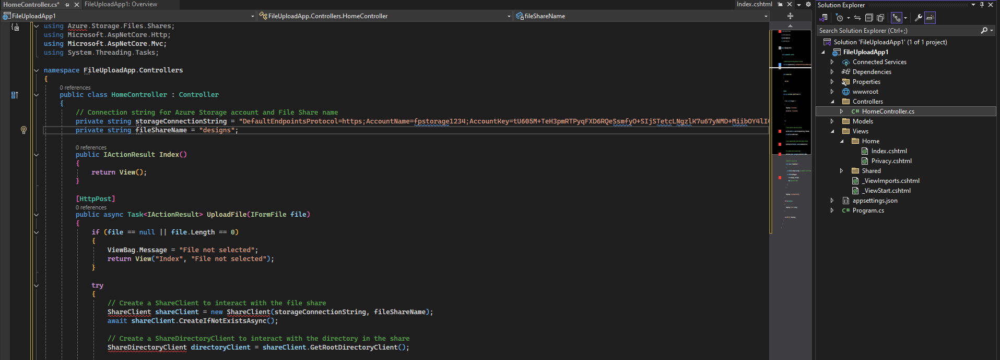 HomeController.cs*
FileUploadApp1: Overview
Index.cshtml
FileUploadApp1
FileUploadApp.Controllers.HomeController
fileShareName
using Azure.Storage.Files.Shares;
using Microsoft.AspNetCore.Http;
using Microsoft.AspNetCore.Mvc;
using System.Threading.Tasks;
namespace FileUploadApp.Controllers
{
0 references
public class HomeController : Controller
{
// Connection string for Azure Storage account and File Share name
private string storageConnectionString = "DefaultEndpointsProtocol=https;AccountName=fpstorage1234;AccountKey=
private string fileShareName = "designs";
0 references
public IActionResult Index()
{
return View();
}
[HttpPost]
0 references
public async Task<IActionResult> UploadFile(IFormFile file)
{
if (file == null || file.Length == 0)
{
ViewBag.Message = "File not selected";
return View("Index", "File not selected");
}
try
{
// Create a ShareClient to interact with the file share
ShareClient shareClient = new ShareClient(storageConnectionString, fileShareName);
await shareClient.CreateIfNotExistsAsync();
// Create a ShareDirectoryClient to interact with the directory in the share
ShareDirectoryClient directoryClient = shareClient.GetRootDirectoryClient();
Solution Explorer
Search Solution Explorer (Ctrl+;)
Solution 'FileUploadApp1' (1 of 1 project)
FileUploadApp1
Connected Services
Dependencies
Properties
wwwroot
Controllers
C# HomeController.cs
Models
Views
Home
Index.cshtml
Privacy.cshtml
Shared
_ViewImports.cshtml
_ViewStart.cshtml
appsettings.json
C# Program.cs